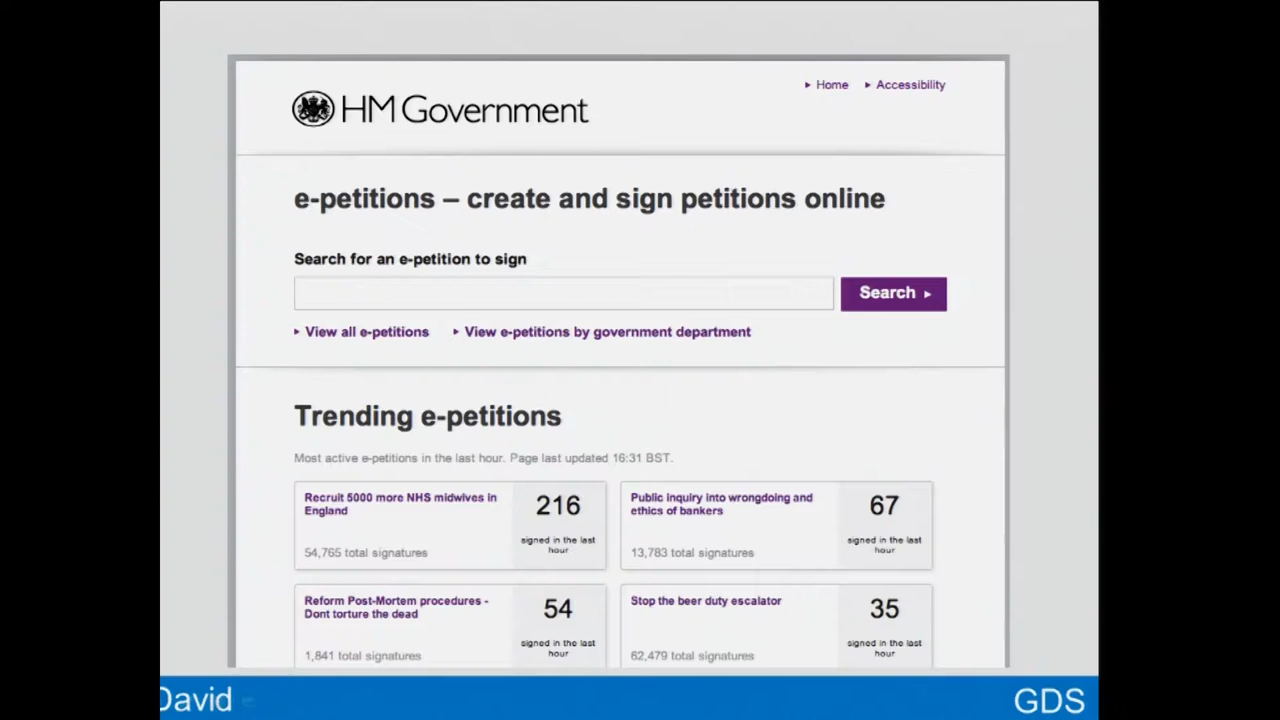 Home Accessibility
HM Government
e-petitions – create and sign petitions online
Search for an e-petition to sign
Search
View all e-petitions View e-petitions by government department
Trending e-petitions
Most active e-petitions in the last hour. Page last updated 16:31 BST.
Recruit 5000 more NHS midwives in
England
54,765 total signatures
216
signed in the last
hour
Public inquiry into wrongdoing and
ethics of bankers
13,783 total signatures
67
signed in the last
hour
Reform Post-Mortem procedures -
Dont torture the dead
1,841 total signatures
54
signed in the last
hour
Stop the beer duty escalator
62,479 total signatures
35
signed in the last
hour
David - GDS